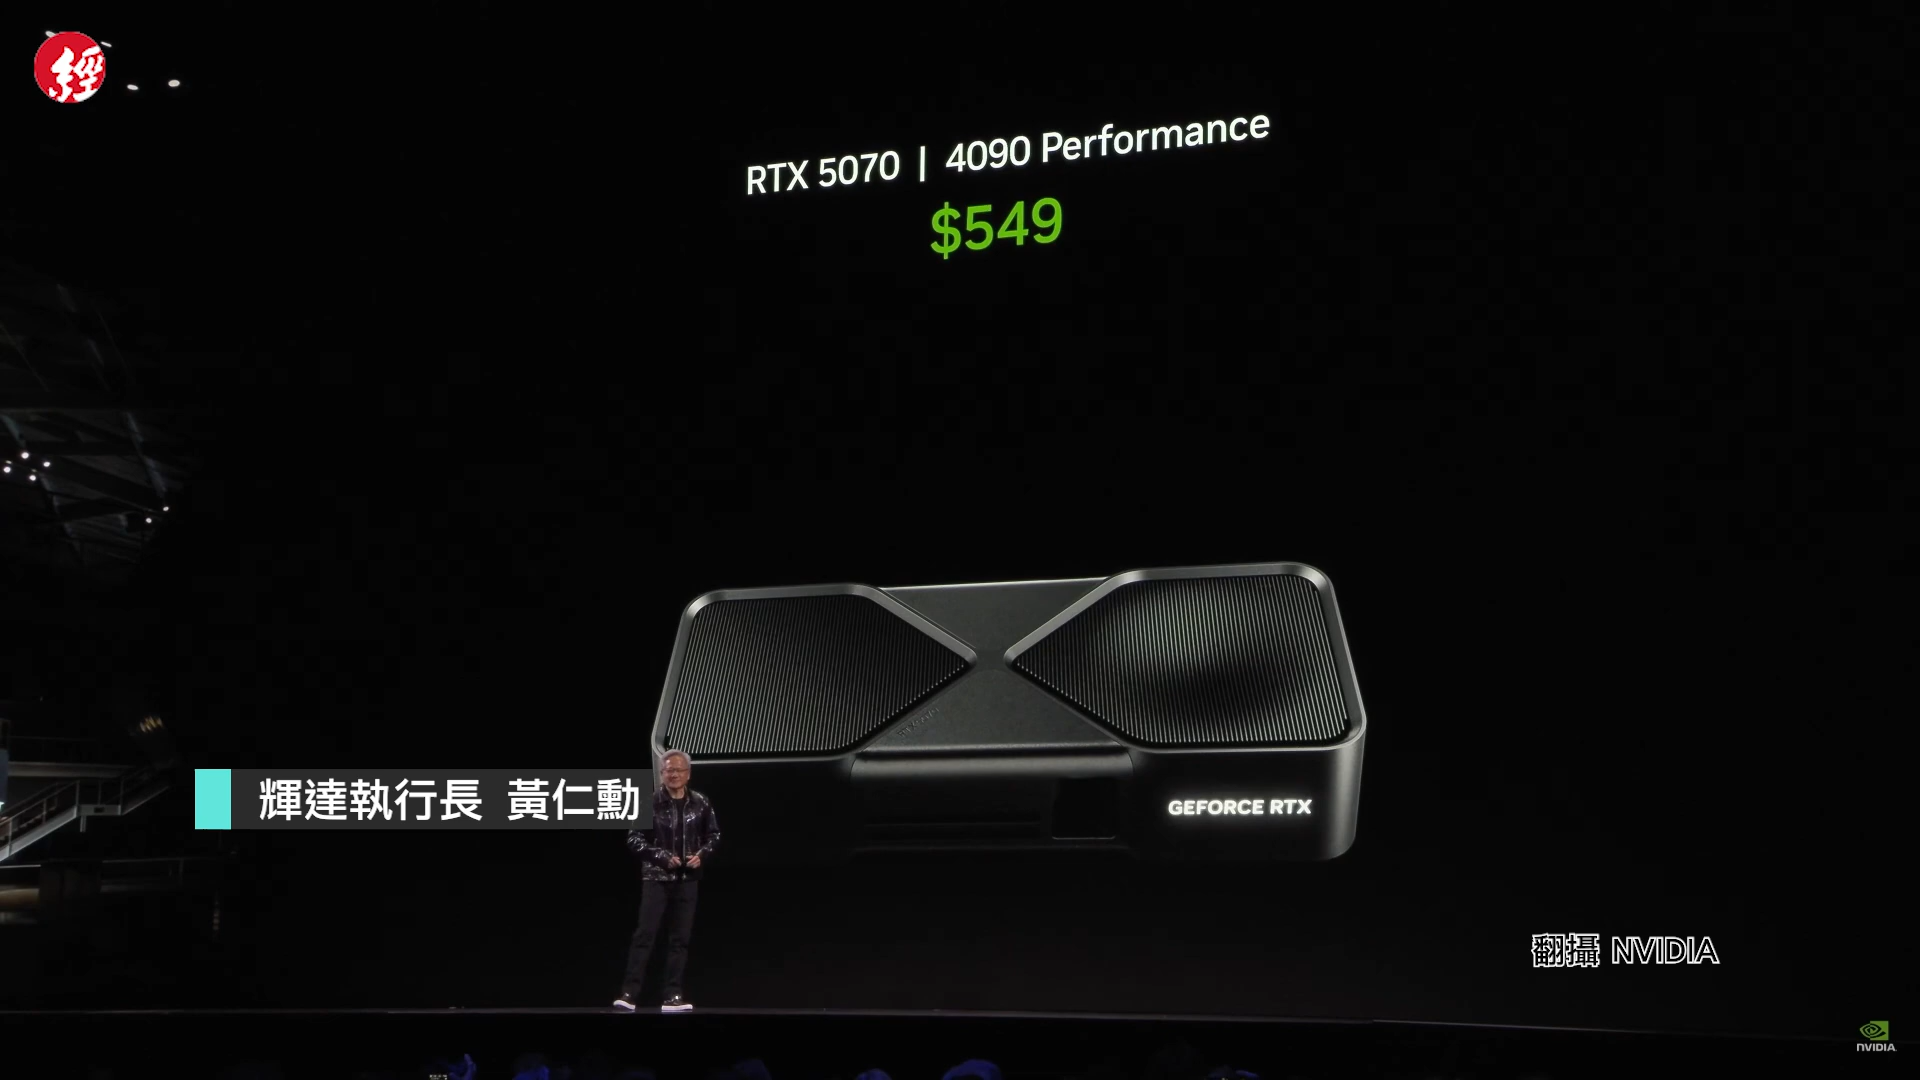 經
RTX 5070 | 4090 Performance
$549
輝達執行長 黃仁勳
GEFORCE RTX
翻攝 NVIDIA
NVIDIA